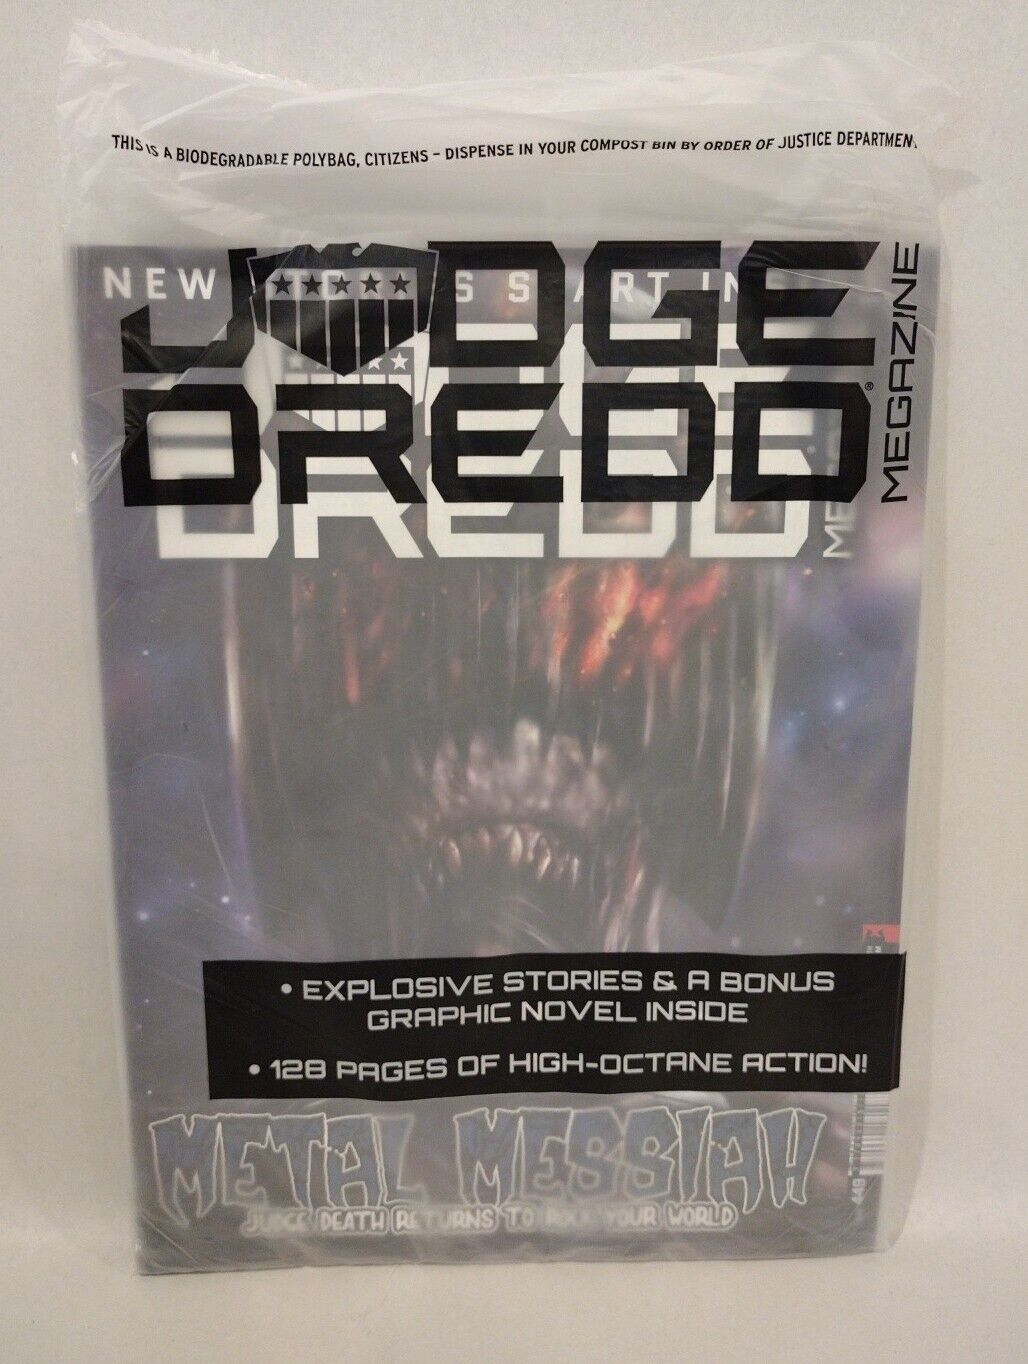 THIS IS A BIODEGRADABLE POLYBAG, CITIZENS – DISPENSE IN YOUR COMPOST BIN BY ORDER OF JUSTICE DEPARTMENT
JUDGE
DREDD®
MEGAZINE
NEW
DREDD
• EXPLOSIVE STORIES & A BONUS
GRAPHIC NOVEL INSIDE
• 128 PAGES OF HIGH-OCTANE ACTION!
METAL MESSIAH
JUDGE DEATH RETURNS TO ROCK YOUR WORLD
449